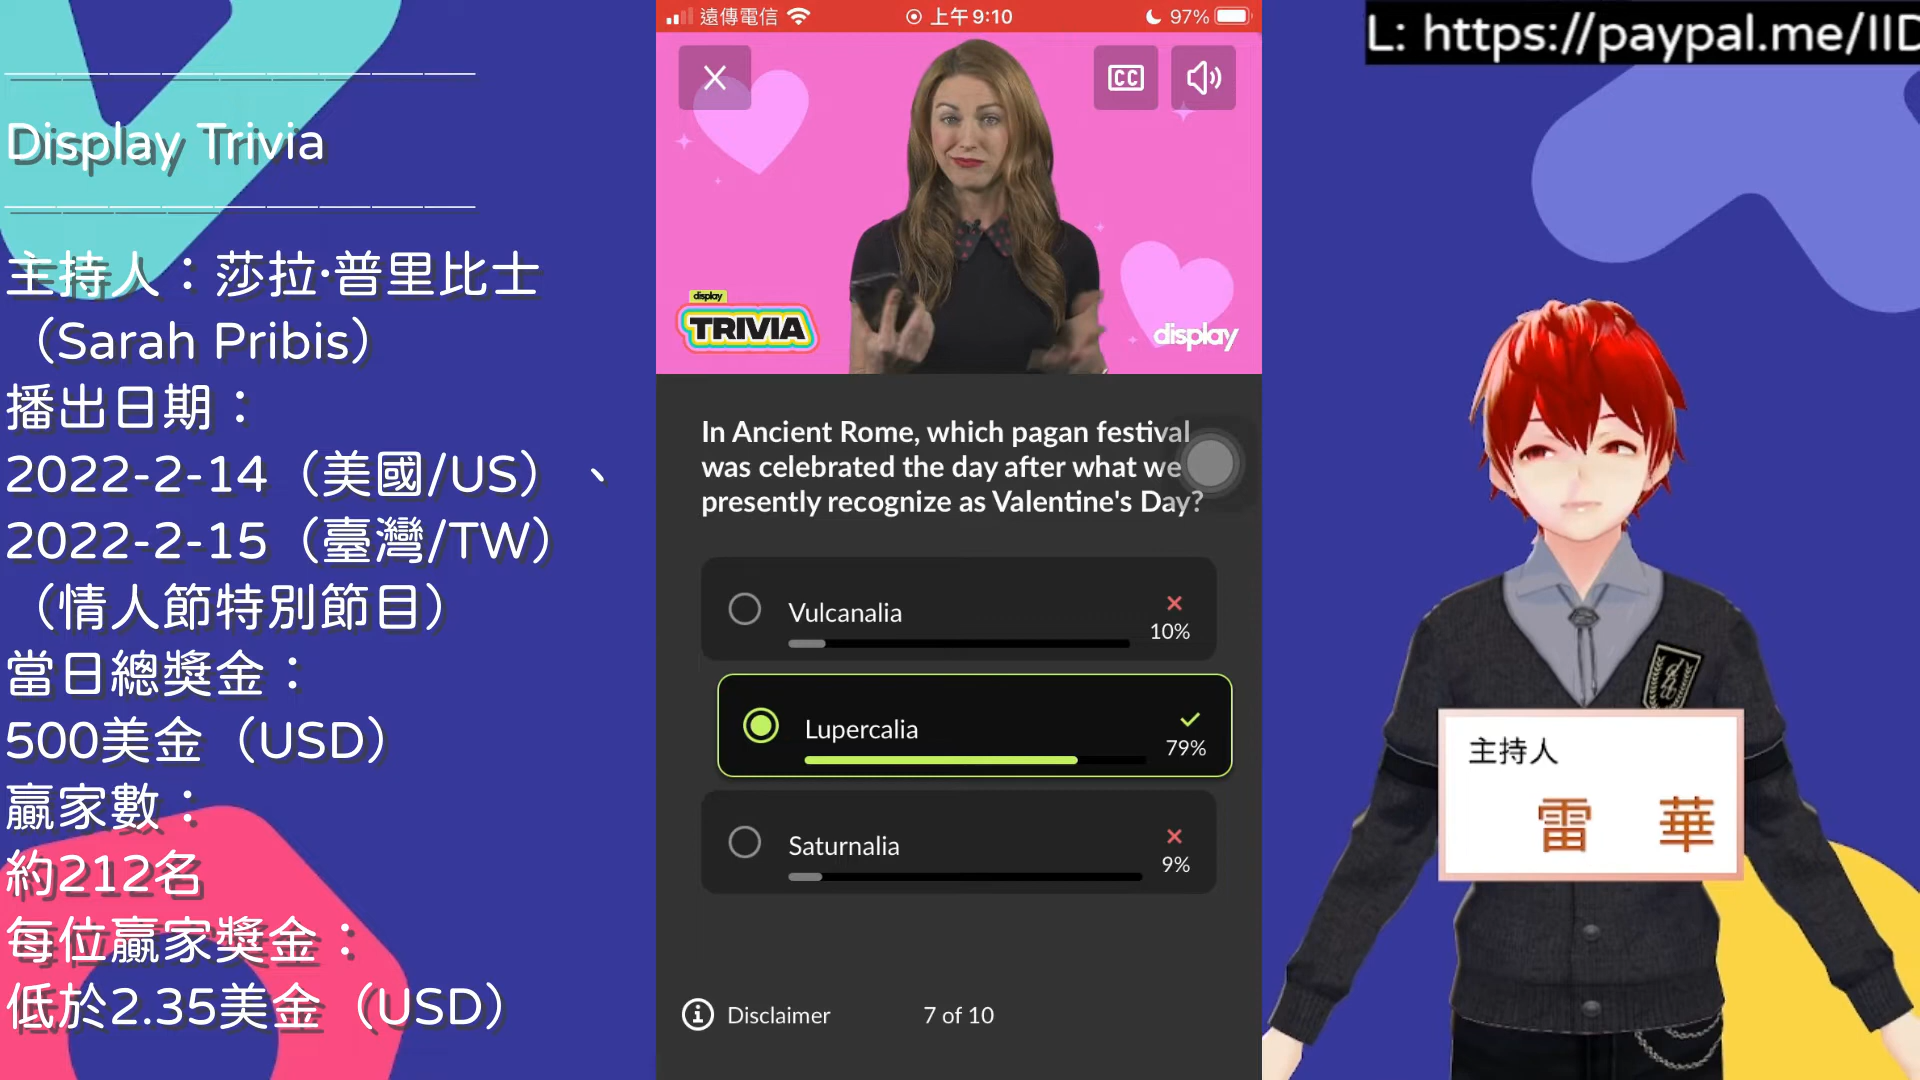 Display Trivia
主持人：莎拉·普里比士
（Sarah Pribis）
播出日期：
2022-2-14（美國/US）、
2022-2-15（臺灣/TW）
（情人節特別節目）
當日總獎金：
500美金（USD）
贏家數：
約212名
每位贏家獎金：
低於2.35美金（USD）
遠傳電信
上午9:10
97%
CC
display
TRIVIA
display
In Ancient Rome, which pagan festival
was celebrated the day after what we
presently recognize as Valentine's Day?
Vulcanalia
10%
Lupercalia
79%
Saturnalia
9%
Disclaimer
7 of 10
L: https://paypal.me/IID
主持人
雷 華